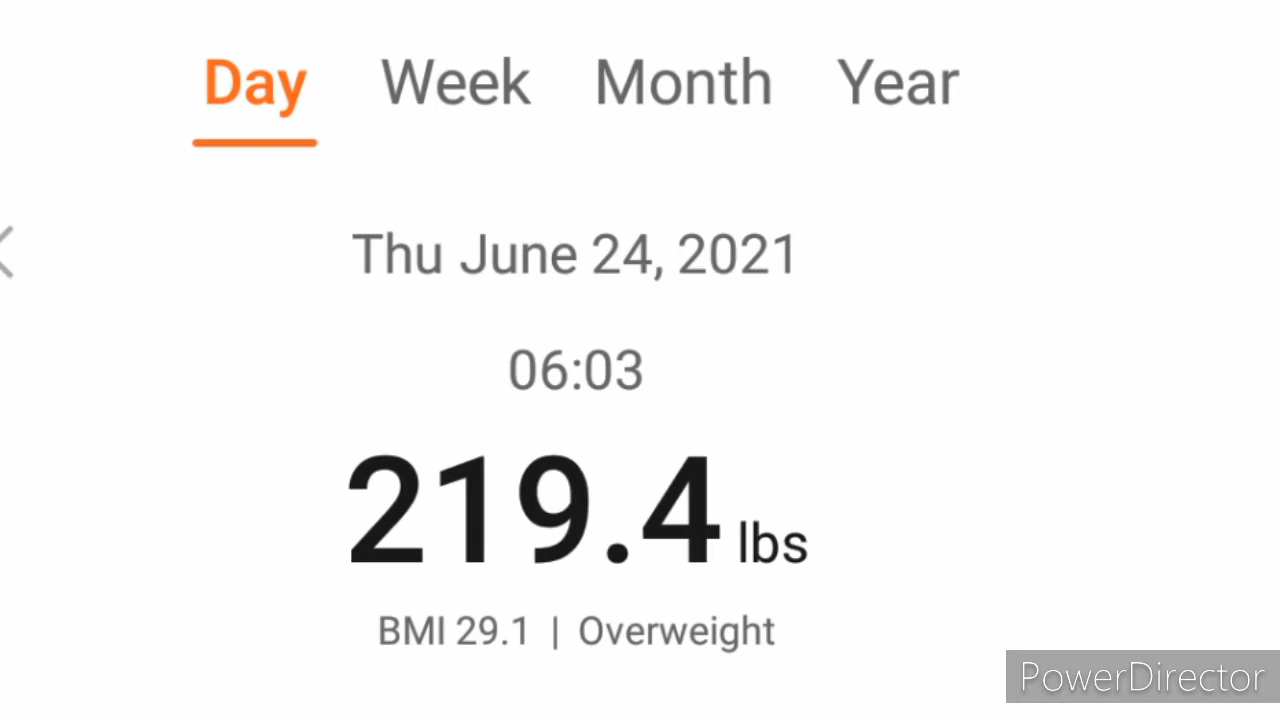 Day Week Month Year
Thu June 24, 2021
06:03
219.4 lbs
BMI 29.1 | Overweight
PowerDirector